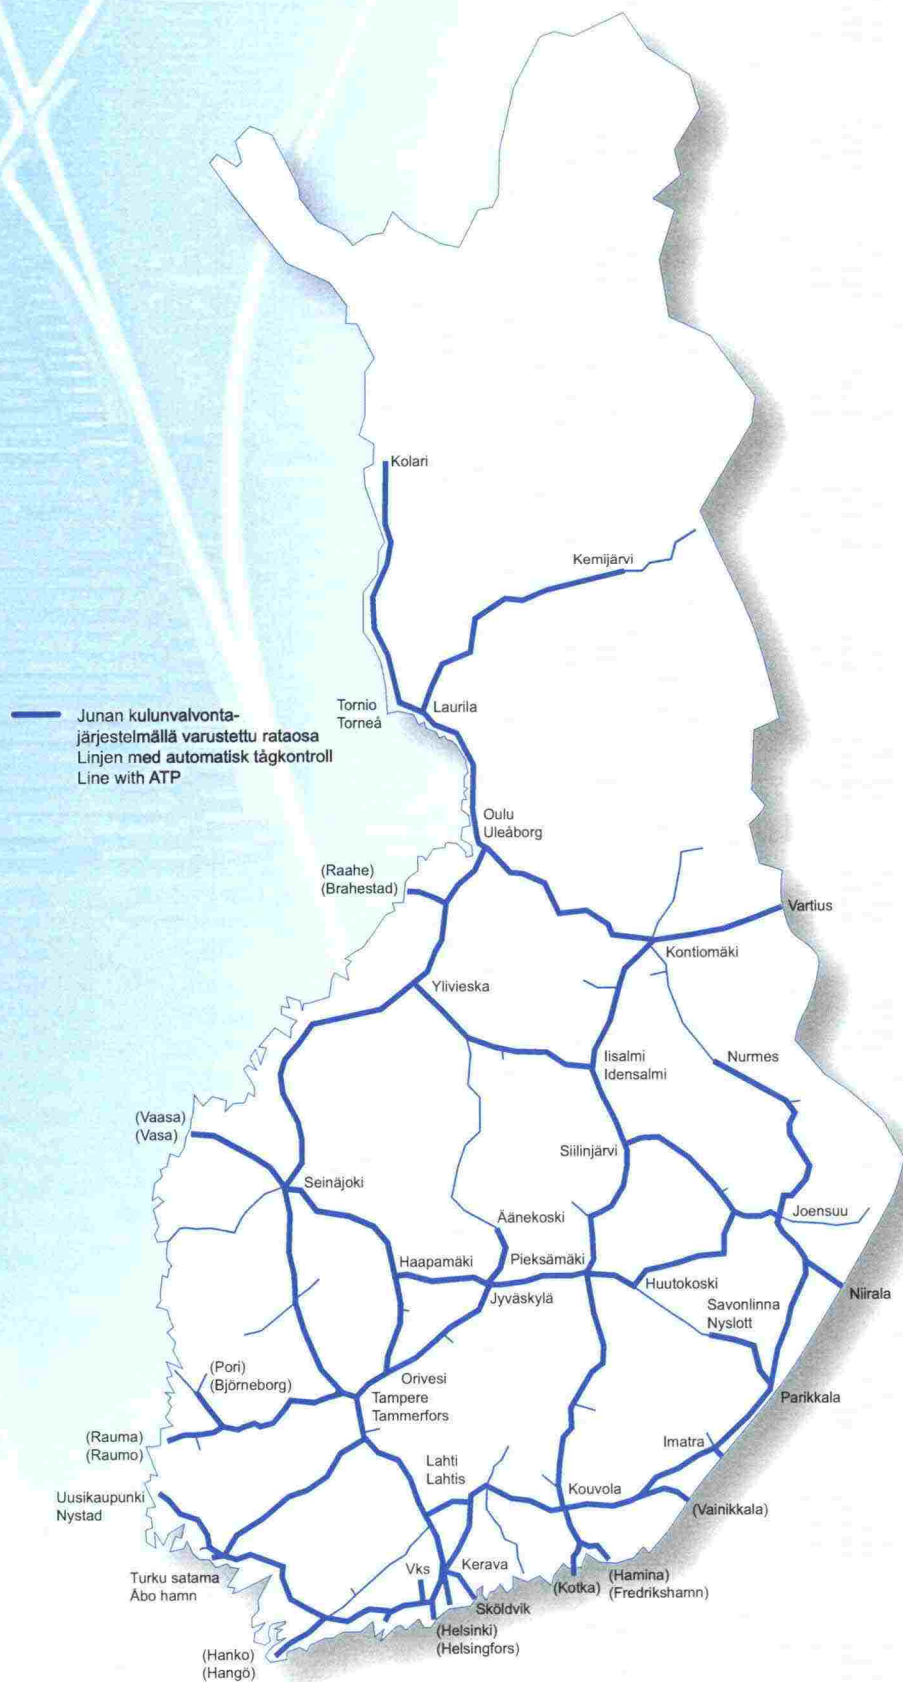 Kolari
Kemijärvi
Tornio
Torneå
Laurila
Junan kulunvalvonta-
järjestelmällä varustettu rataosa
Linjen med automatisk tågkontroll
Line with ATP
Oulu
Uleåborg
(Raahe)
(Brahestad)
Vartius
Kontiomäki
Ylivieska
Iisalmi
Idensalmi
Nurmes
(Vaasa)
(Vasa)
Siilinjärvi
Seinäjoki
Äänekoski
Joensuu
Haapamäki
Pieksämäki
Jyväskylä
Huutokoski
Niirala
Savonlinna
Nyslott
(Pori)
(Björneborg)
Orivesi
Tampere
Tammerfors
Parikkala
(Rauma)
(Raumo)
Imatra
Lahti
Lahtis
Kouvola
Uusikaupunki
Nystad
(Vainikkala)
Turku satama
Åbo hamn
Vks
Kerava
(Kotka)
(Hamina)
(Fredrikshamn)
Sköldvik
(Helsinki)
(Helsingfors)
(Hanko)
(Hangö)